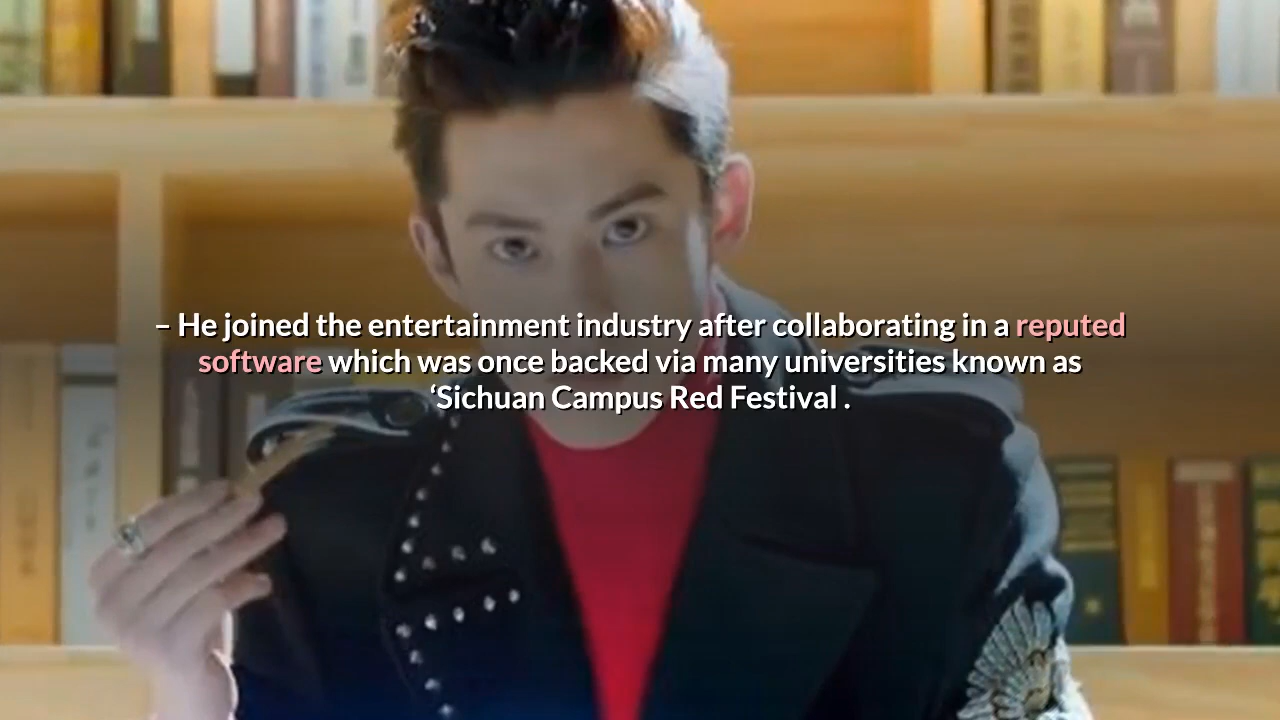 – He joined the entertainment industry after collaborating in a reputed
software which was once backed via many universities known as
‘Sichuan Campus Red Festival .